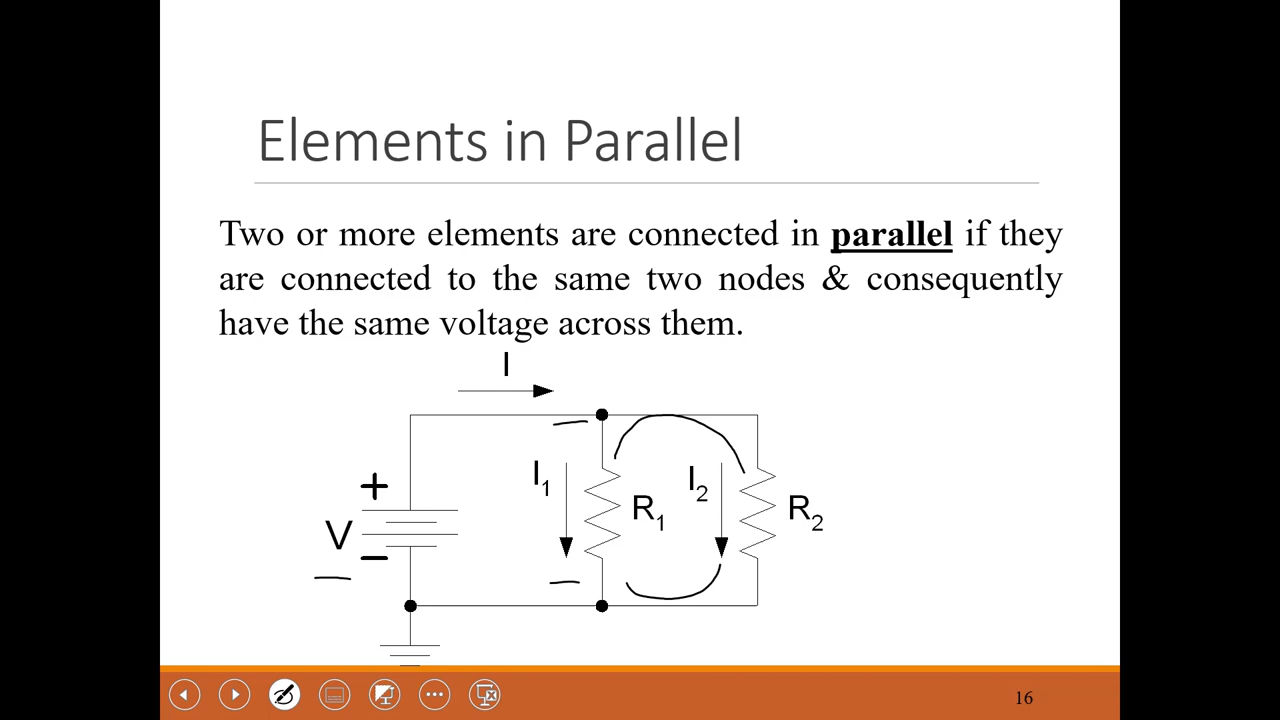 Elements in Parallel
Two or more elements are connected in parallel if they
are connected to the same two nodes & consequently
have the same voltage across them.
I
+
V
−
I1
R1
I2
R2
16